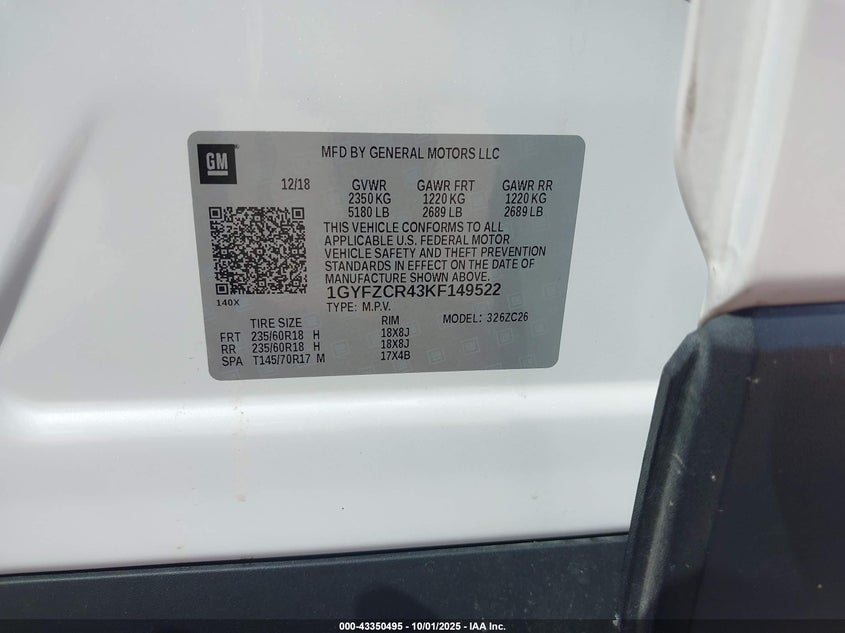 GM
MFD BY GENERAL MOTORS LLC
12/18 GVWR GAWR FRT GAWR RR
2350 KG 1220 KG 1220 KG
5180 LB 2689 LB 2689 LB
THIS VEHICLE CONFORMS TO ALL
APPLICABLE U.S. FEDERAL MOTOR
VEHICLE SAFETY AND THEFT PREVENTION
STANDARDS IN EFFECT ON THE DATE OF
MANUFACTURE SHOWN ABOVE.
140X
1GYFZCR43KF149522
TYPE: M.P.V.
TIRE SIZE RIM MODEL: 326ZC26
FRT 235/60R18 H 18X8J
RR 235/60R18 H 18X8J
SPA T145/70R17 M 17X4B
000-43350495 - 10/01/2025 - IAA Inc.